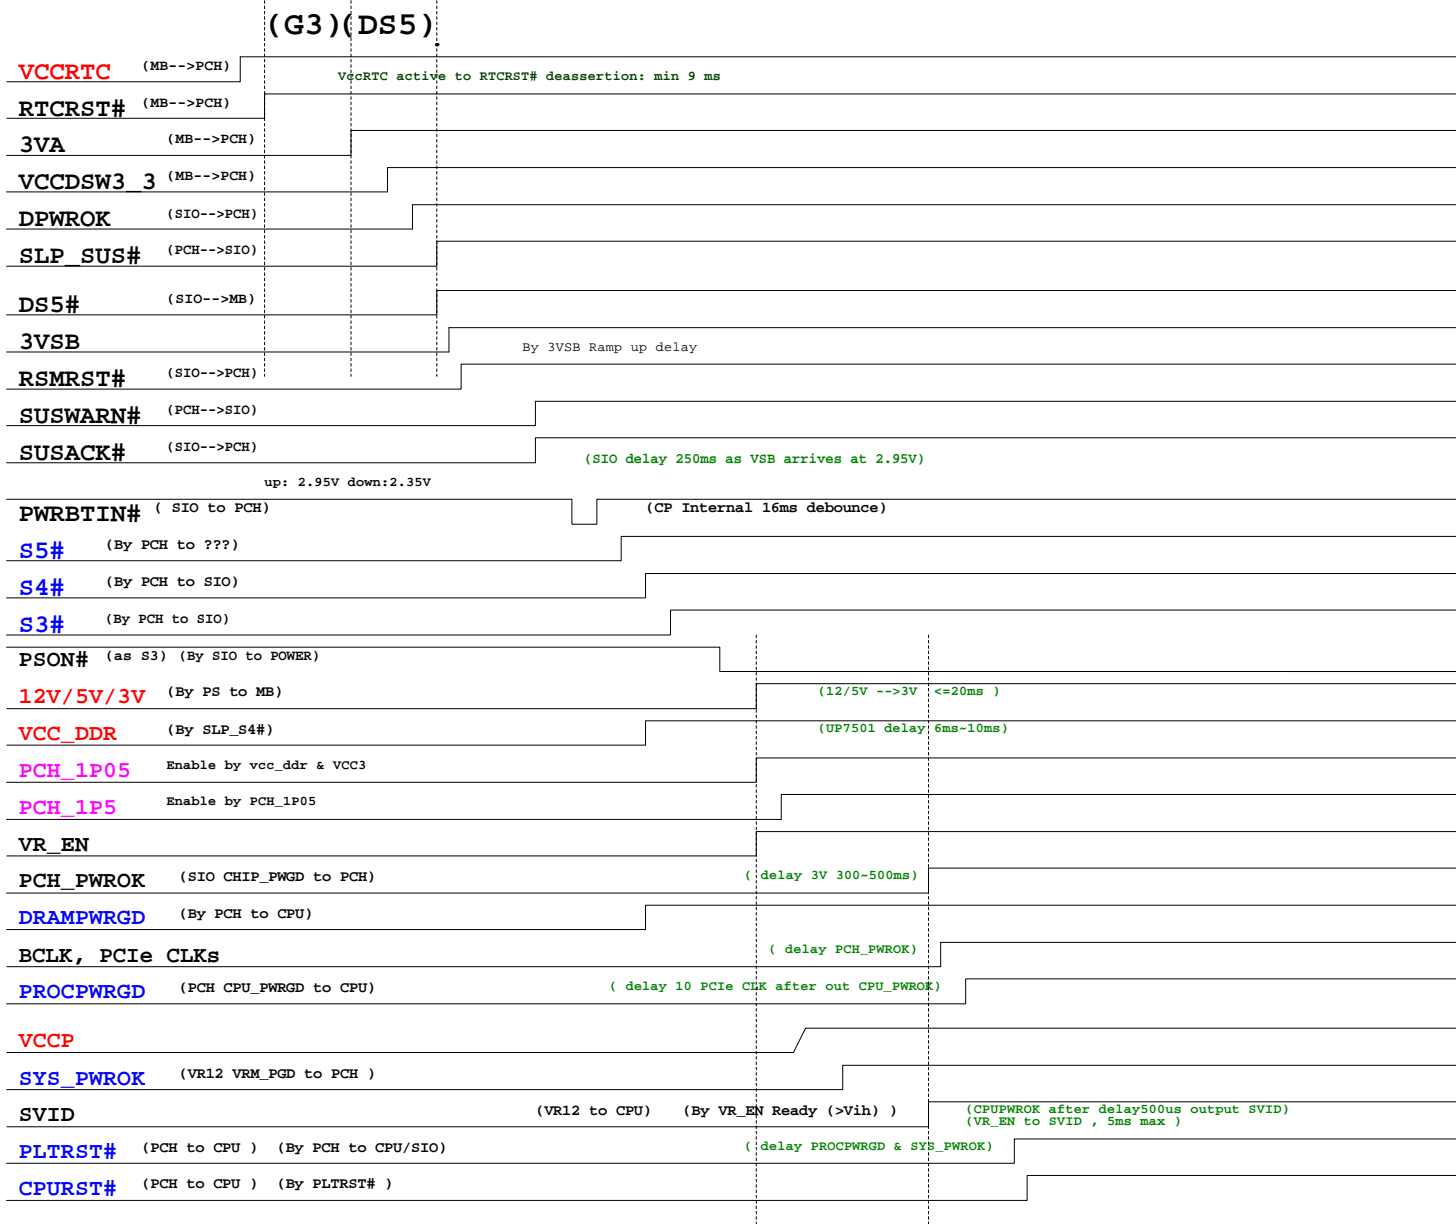 (G3)(DS5)
VCCRTC (MB-->PCH)
VccRTC active to RTCRST# deassertion: min 9 ms
RTCRST# (MB-->PCH)
3VA (MB-->PCH)
VCCDSW3_3 (MB-->PCH)
DPWROK (SIO-->PCH)
SLP_SUS# (PCH-->SIO)
DS5# (SIO-->MB)
3VSB
By 3VSB Ramp up delay
RSMRST# (SIO-->PCH)
SUSWARN# (PCH-->SIO)
SUSACK# (SIO-->PCH)
(SIO delay 250ms as VSB arrives at 2.95V)
up: 2.95V down:2.35V
PWRBTIN# ( SIO to PCH) (CP Internal 16ms debounce)
S5# (By PCH to ???)
S4# (By PCH to SIO)
S3# (By PCH to SIO)
PSON# (as S3) (By SIO to POWER)
12V/5V/3V (By PS to MB) (12/5V -->3V <=20ms )
VCC_DDR (By SLP_S4#) (UP7501 delay 6ms~10ms)
PCH_1P05 Enable by vcc_ddr & VCC3
PCH_1P5 Enable by PCH_1P05
VR_EN
PCH_PWROK (SIO CHIP_PWGD to PCH) ( delay 3V 300~500ms)
DRAMPWRGD (By PCH to CPU)
BCLK, PCIe CLKs ( delay PCH_PWROK)
PROCPWRGD (PCH CPU_PWRGD to CPU) ( delay 10 PCIe CLK after out CPU_PWROK)
VCCP
SYS_PWROK (VR12 VRM_PGD to PCH )
SVID (VR12 to CPU) (By VR_EN Ready (>Vih) ) (CPUPWROK after delay500us output SVID)
(VR_EN to SVID , 5ms max )
PLTRST# (PCH to CPU ) (By PCH to CPU/SIO) ( delay PROCPWRGD & SYS_PWROK)
CPURST# (PCH to CPU ) (By PLTRST# )